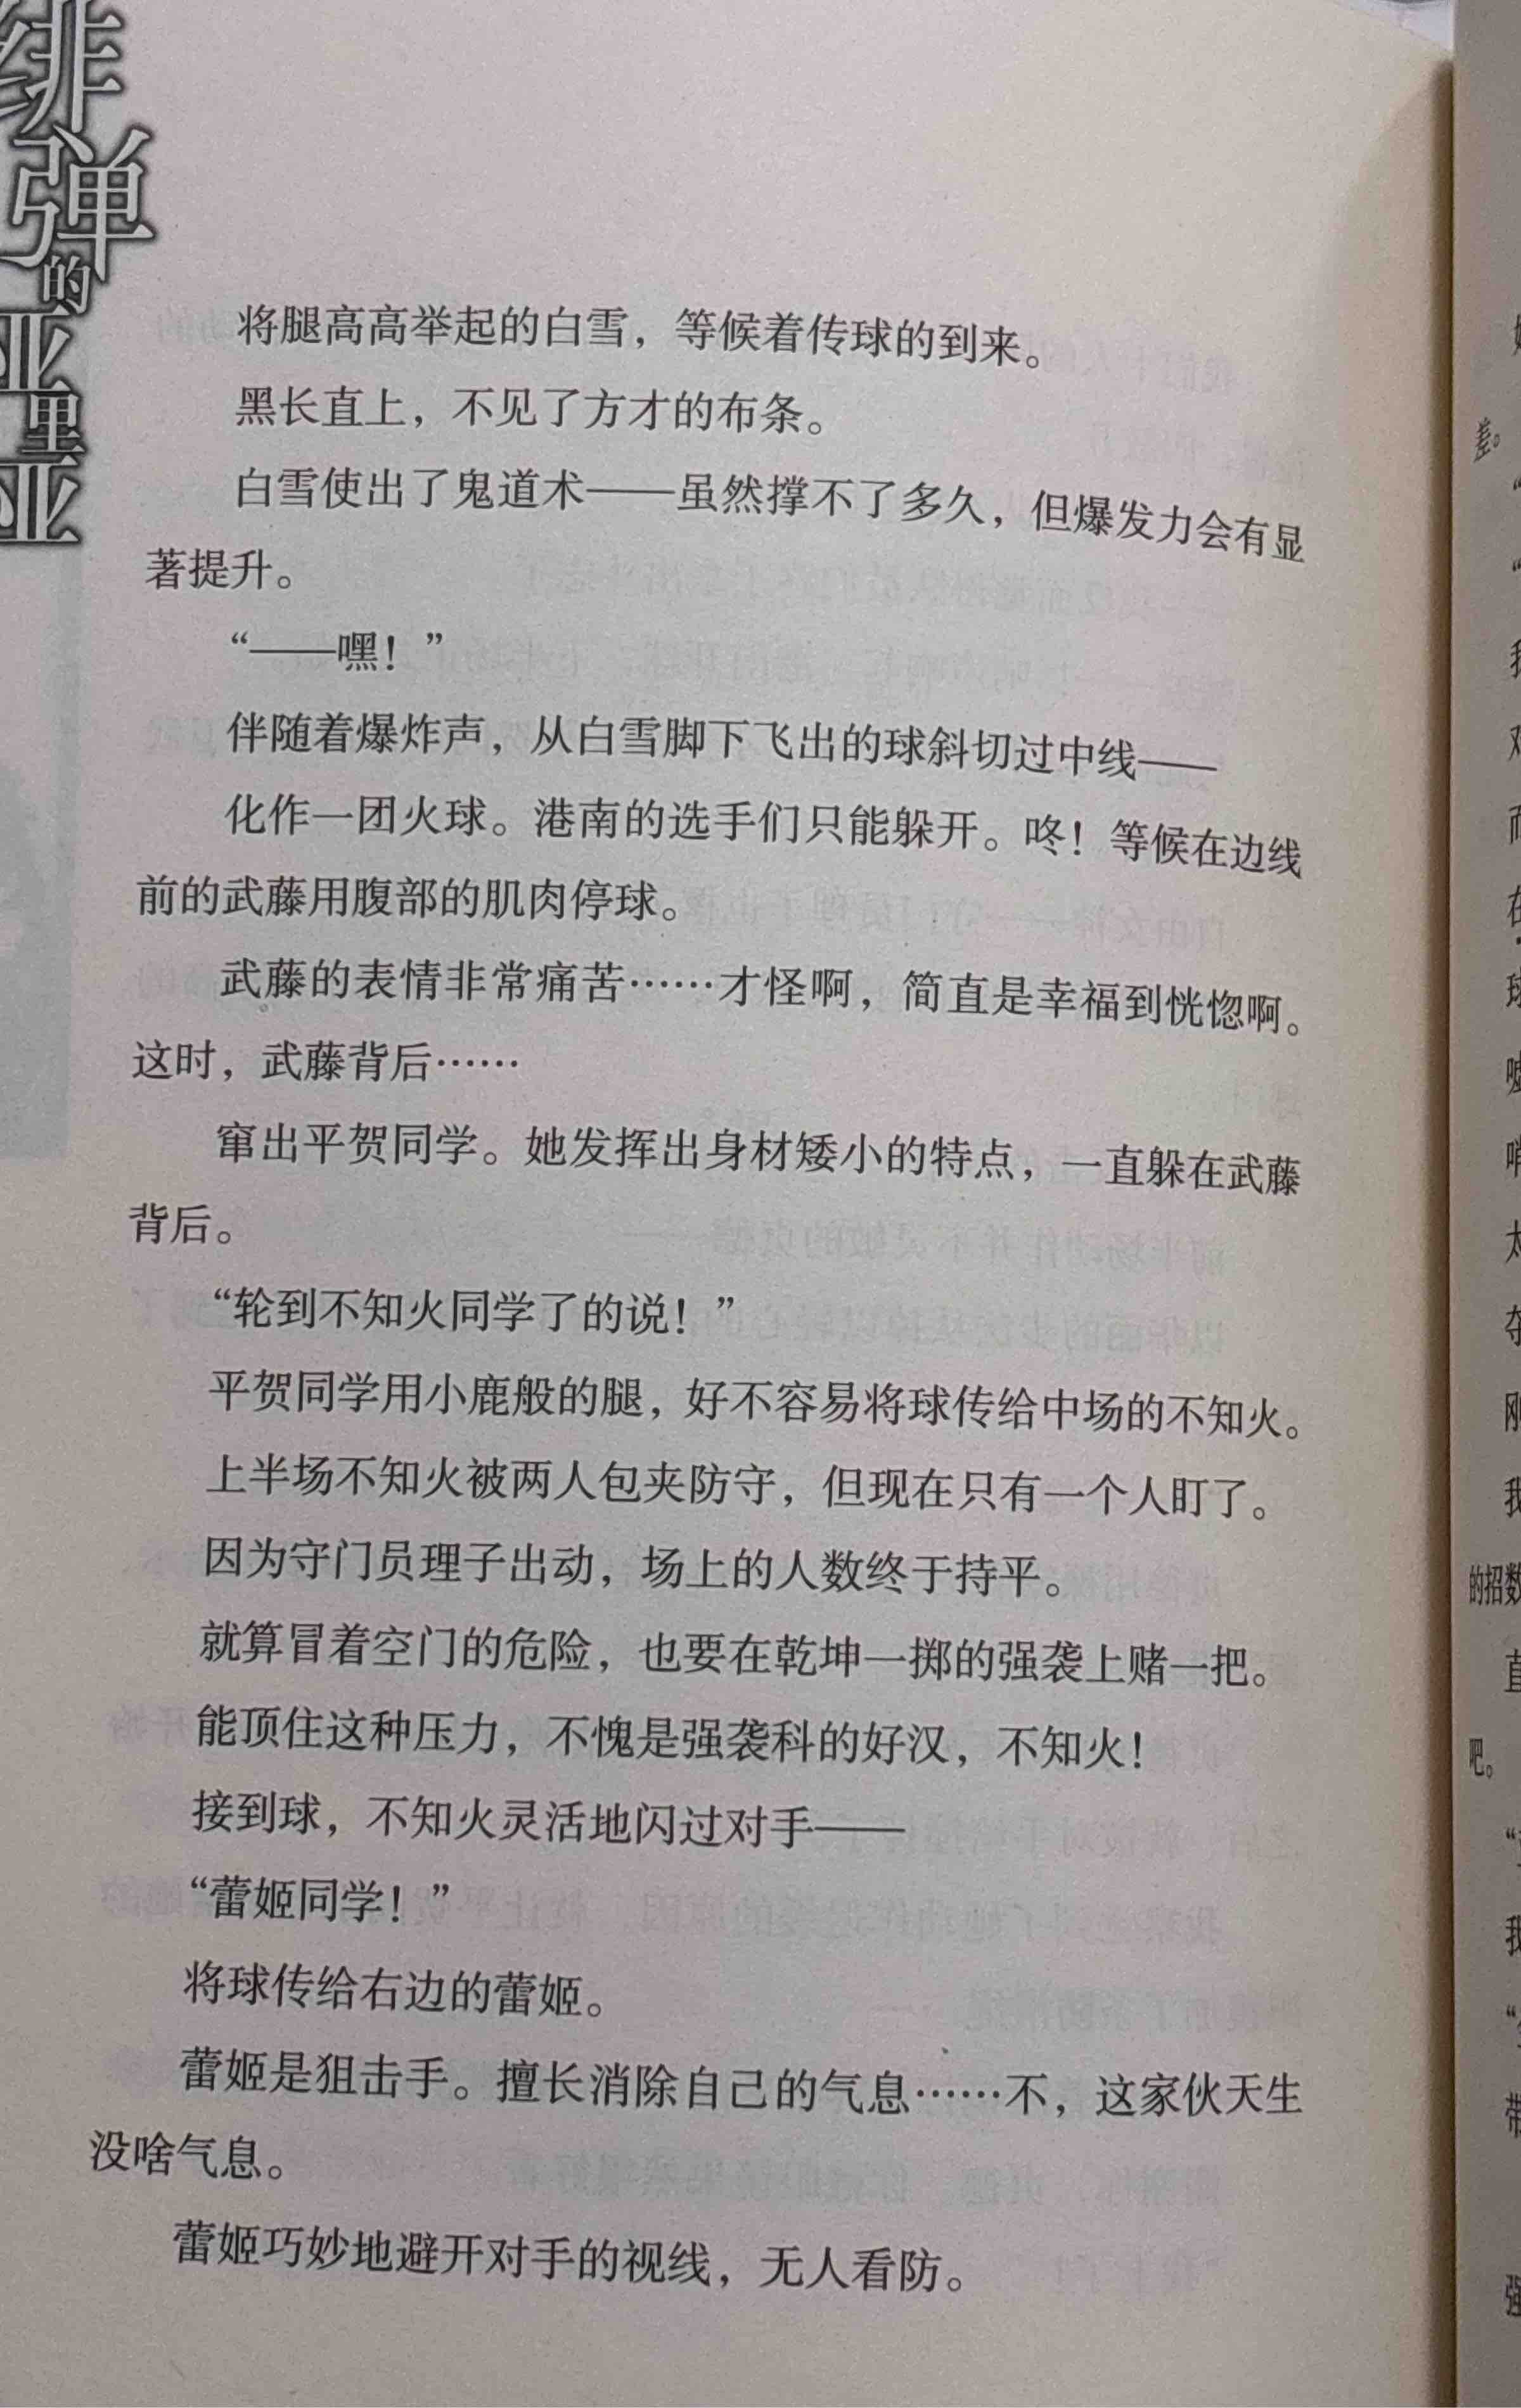 绯弹的亚里亚
将腿高高举起的白雪，等候着传球的到来。
黑长直上，不见了方才的布条。
白雪使出了鬼道术——虽然撑不了多久，但爆发力会有显
著提升。
“——嘿！”
伴随着爆炸声，从白雪脚下飞出的球斜切过中线——
化作一团火球。港南的选手们只能躲开。咚！等候在边线
前的武藤用腹部的肌肉停球。
武藤的表情非常痛苦……才怪啊，简直是幸福到恍惚啊。
这时，武藤背后……
窜出平贺同学。她发挥出身材矮小的特点，一直躲在武藤
背后。
“轮到不知火同学了的说！”
平贺同学用小鹿般的腿，好不容易将球传给中场的不知火。
上半场不知火被两人包夹防守，但现在只有一个人盯了。
因为守门员理子出动，场上的人数终于持平。
就算冒着空门的危险，也要在乾坤一掷的强袭上赌一把。
能顶住这种压力，不愧是强袭科的好汉，不知火！
接到球，不知火灵活地闪过对手——
“蕾姬同学！”
将球传给右边的蕾姬。
蕾姬是狙击手。擅长消除自己的气息……不，这家伙天生
没啥气息。
蕾姬巧妙地避开对手的视线，无人看防。
差。
的招数
吧。